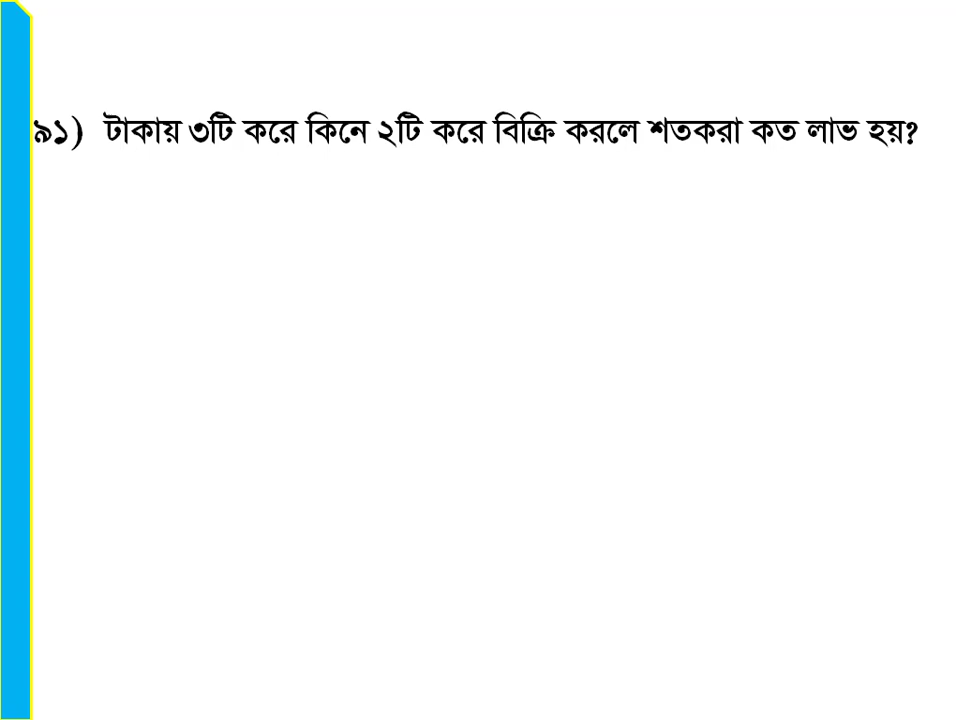 ৯১) টাকায় ৩টি করে কিনে ২টি করে বিক্রি করলে শতকরা কত লাভ হয়?